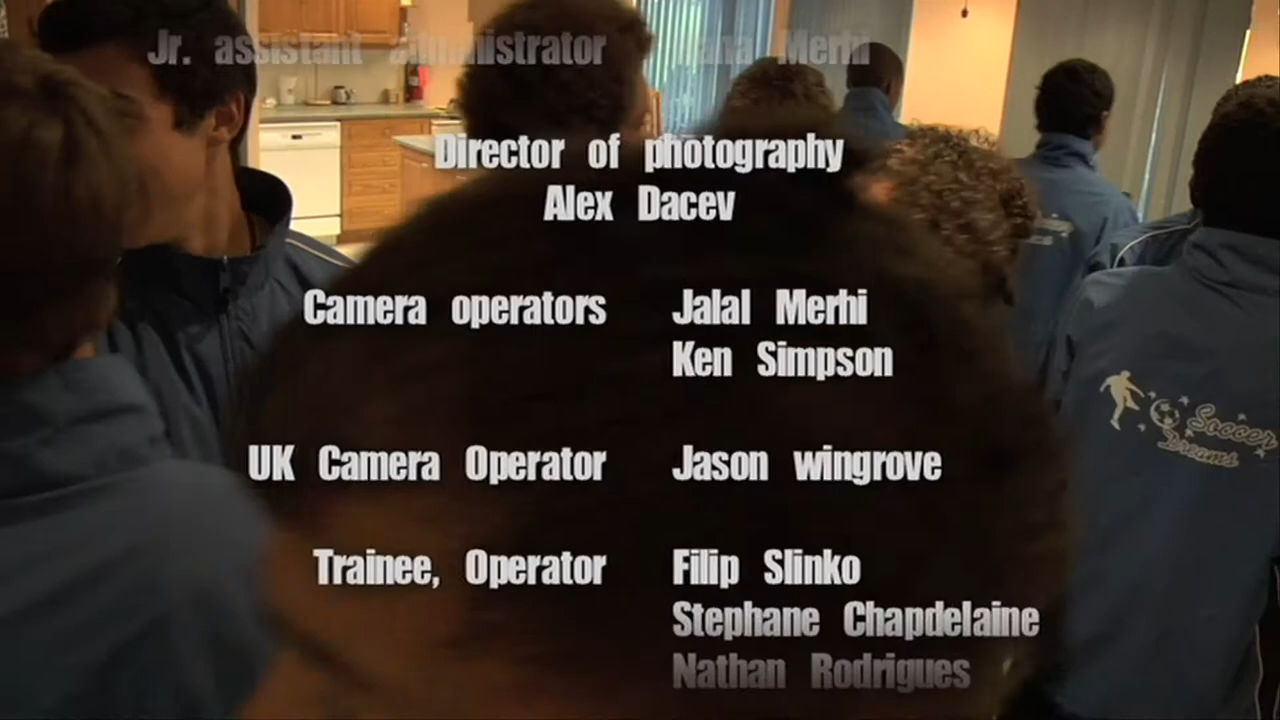 Jr. assistant administrator Merhi
Director of photography
Alex Dacev
Camera operators Jalal Merhi
Ken Simpson
UK Camera Operator Jason wingrove
Trainee, Operator Filip Slinko
Stephane Chapdelaine
Nathan Rodrigues
Soccer
Dreams